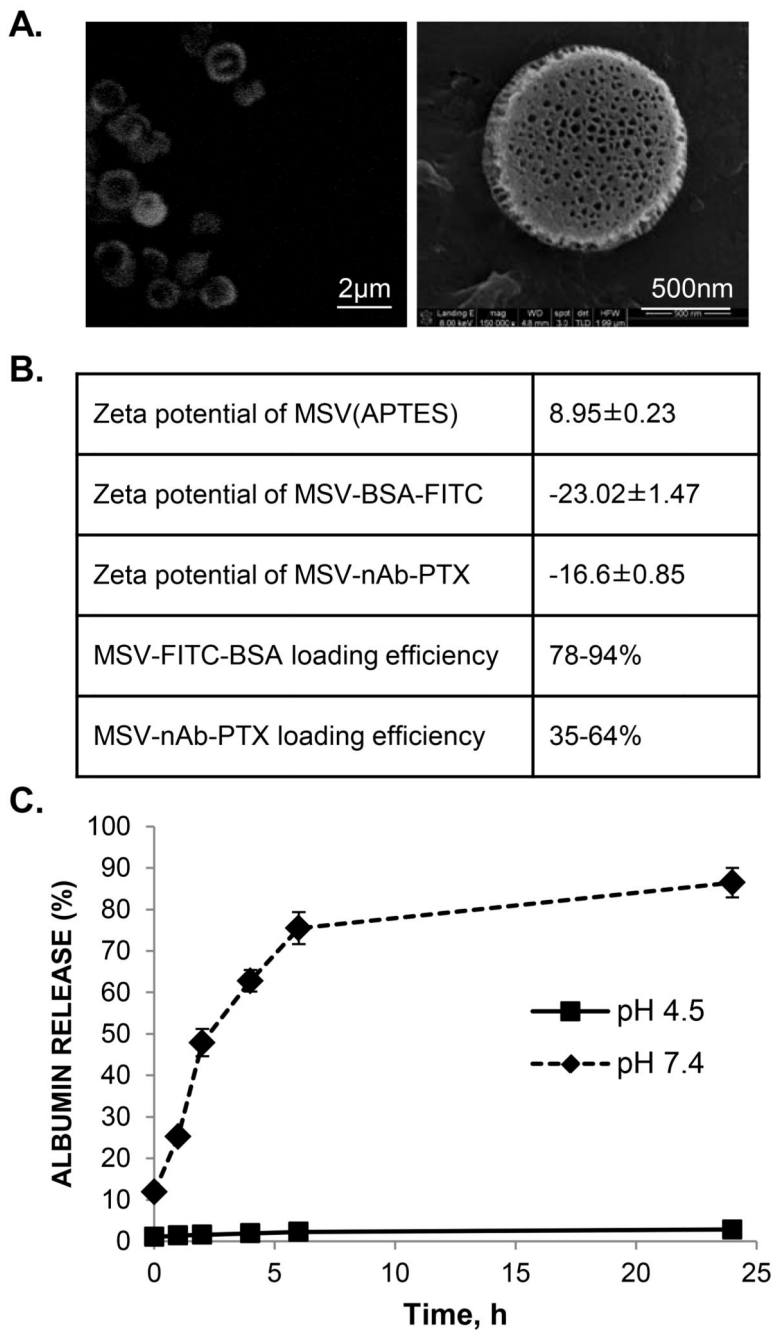 A.
2µm
500nm
Landing E mag WD spot det HFW
150 000 x 4.8 mm 3.0 TLD 1.99 µm
500 nm
B.
Zeta potential of MSV(APTES) 8.95±0.23
Zeta potential of MSV-BSA-FITC -23.02±1.47
Zeta potential of MSV-nAb-PTX -16.6±0.85
MSV-FITC-BSA loading efficiency 78-94%
MSV-nAb-PTX loading efficiency 35-64%
C.
100
90
80
70
60
50
40
30
20
10
0
ALBUMIN RELEASE (%)
pH 4.5
pH 7.4
0 5 10 15 20 25
Time, h